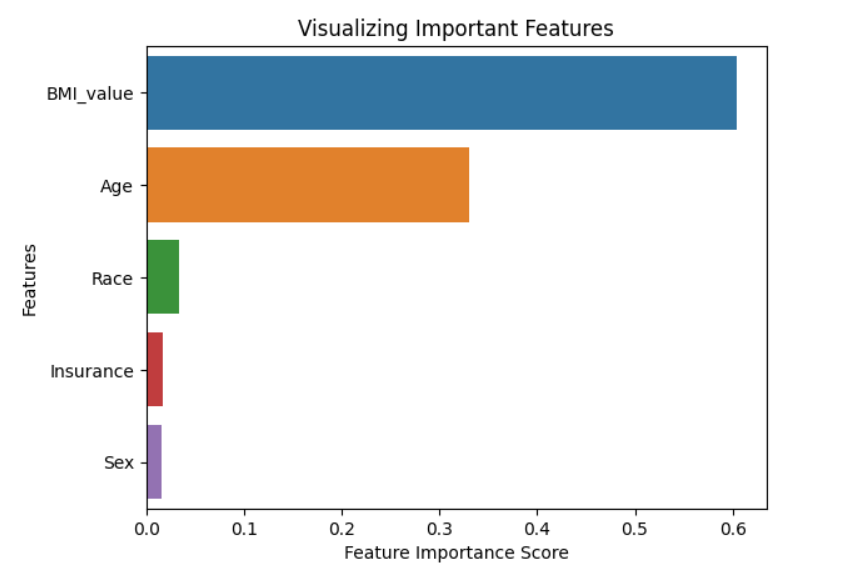 Visualizing Important Features
BMI_value
Age
Race
Insurance
Sex
Features
0.0 0.1 0.2 0.3 0.4 0.5 0.6
Feature Importance Score